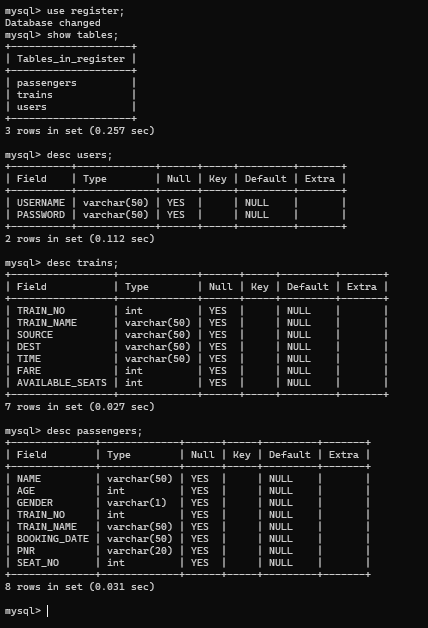 mysql> use register;
Database changed
mysql> show tables;
+--------------------+
| Tables_in_register |
+--------------------+
| passengers         |
| trains             |
| users              |
+--------------------+
3 rows in set (0.257 sec)

mysql> desc users;
+----------+-------------+------+-----+---------+-------+
| Field    | Type        | Null | Key | Default | Extra |
+----------+-------------+------+-----+---------+-------+
| USERNAME | varchar(50) | YES  |     | NULL    |       |
| PASSWORD | varchar(50) | YES  |     | NULL    |       |
+----------+-------------+------+-----+---------+-------+
2 rows in set (0.112 sec)

mysql> desc trains;
+-----------------+-------------+------+-----+---------+-------+
| Field           | Type        | Null | Key | Default | Extra |
+-----------------+-------------+------+-----+---------+-------+
| TRAIN_NO        | int         | YES  |     | NULL    |       |
| TRAIN_NAME      | varchar(50) | YES  |     | NULL    |       |
| SOURCE          | varchar(50) | YES  |     | NULL    |       |
| DEST            | varchar(50) | YES  |     | NULL    |       |
| TIME            | varchar(50) | YES  |     | NULL    |       |
| FARE            | int         | YES  |     | NULL    |       |
| AVAILABLE_SEATS | int         | YES  |     | NULL    |       |
+-----------------+-------------+------+-----+---------+-------+
7 rows in set (0.027 sec)

mysql> desc passengers;
+--------------+-------------+------+-----+---------+-------+
| Field        | Type        | Null | Key | Default | Extra |
+--------------+-------------+------+-----+---------+-------+
| NAME         | varchar(50) | YES  |     | NULL    |       |
| AGE          | int         | YES  |     | NULL    |       |
| GENDER       | varchar(1)  | YES  |     | NULL    |       |
| TRAIN_NO     | int         | YES  |     | NULL    |       |
| TRAIN_NAME   | varchar(50) | YES  |     | NULL    |       |
| BOOKING_DATE | varchar(50) | YES  |     | NULL    |       |
| PNR          | varchar(20) | YES  |     | NULL    |       |
| SEAT_NO      | int         | YES  |     | NULL    |       |
+--------------+-------------+------+-----+---------+-------+
8 rows in set (0.031 sec)

mysql>